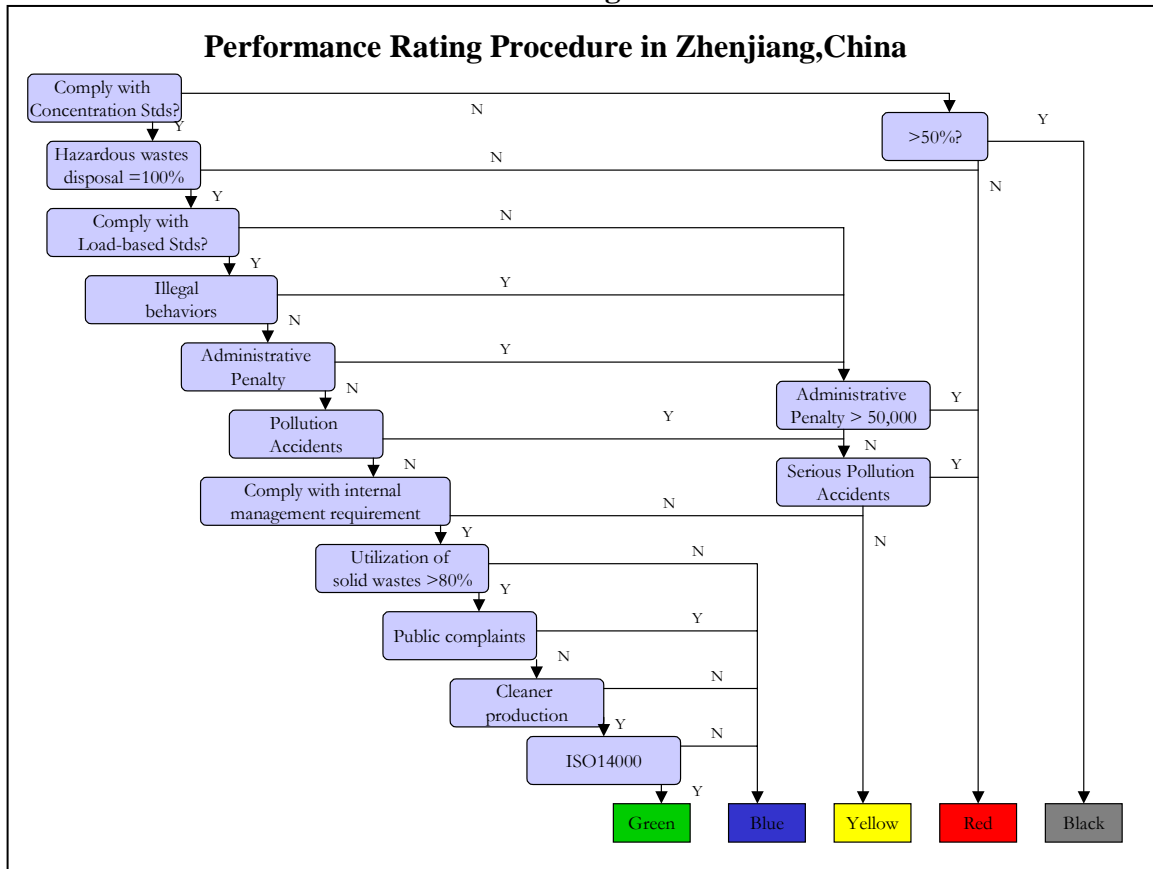 Performance Rating Procedure in Zhenjiang,China
Comply with
Concentration Stds?
N
Y
>50%?
Y
Hazardous wastes
disposal =100%
N
N
Y
Comply with
Load-based Stds?
N
Y
Illegal
behaviors
Y
N
Administrative
Penalty
Y
N
Administrative
Penalty > 50,000
Y
Pollution
Accidents
Y
N
N
Serious Pollution
Accidents
Y
Comply with internal
management requirement
N
N
Y
Utilization of
solid wastes >80%
N
Y
Public complaints
Y
N
Cleaner
production
N
Y
ISO14000
N
Y
Green
Blue
Yellow
Red
Black